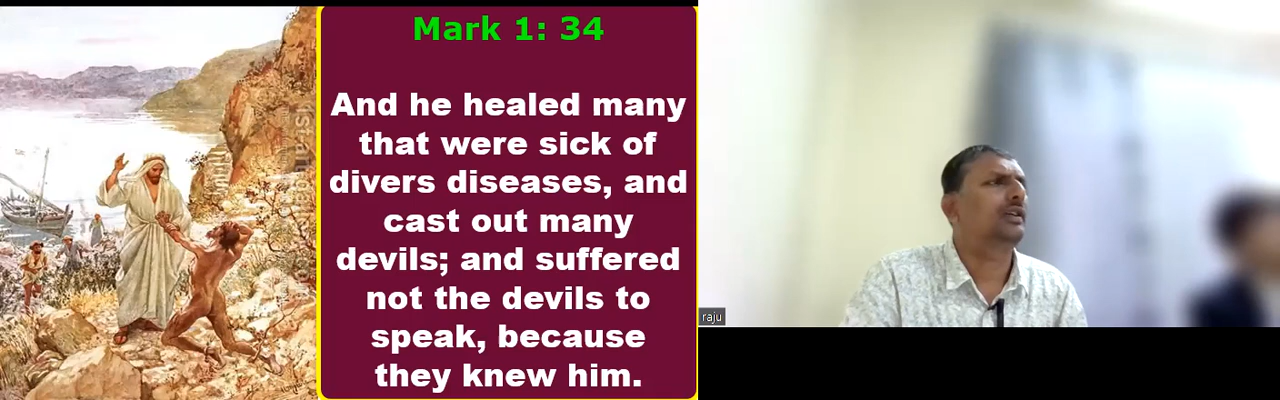 Mark 1: 34
And he healed many
that were sick of
divers diseases, and
cast out many
devils; and suffered
not the devils to
speak, because
they knew him.
raju